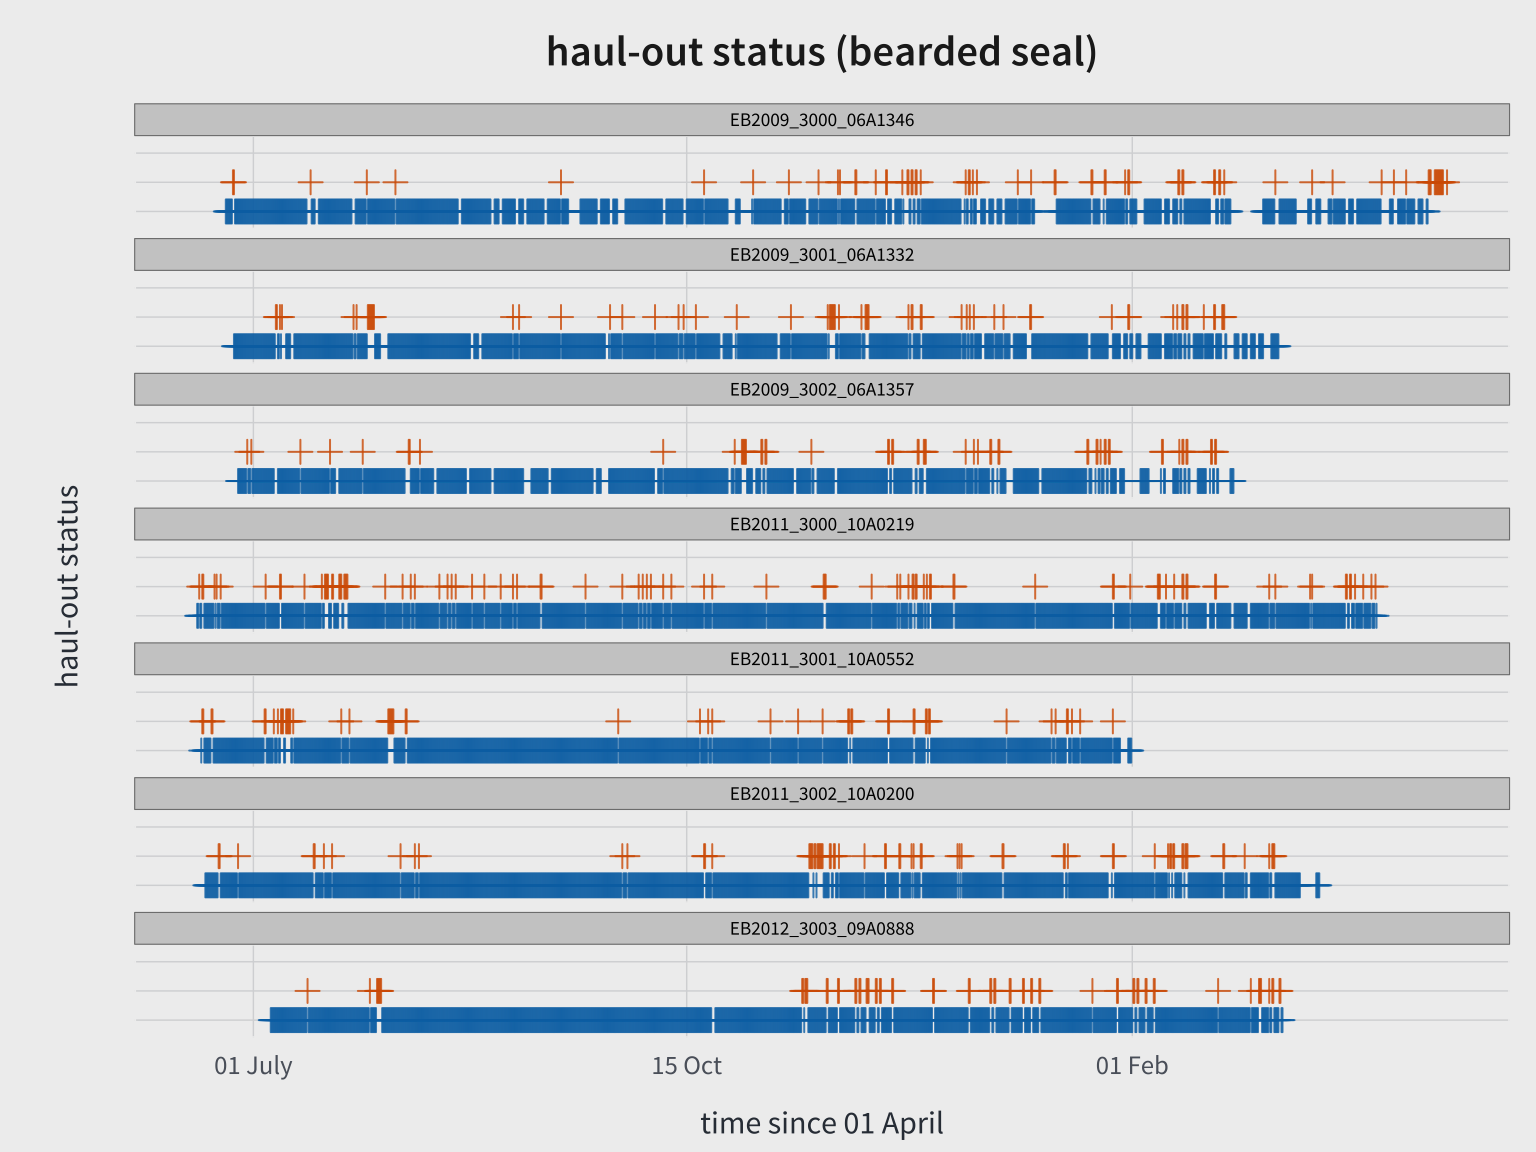 haul-out status (bearded seal)
EB2009_3000_06A1346
EB2009_3001_06A1332
EB2009_3002_06A1357
EB2011_3000_10A0219
EB2011_3001_10A0552
EB2011_3002_10A0200
EB2012_3003_09A0888
haul-out status
01 July
15 Oct
01 Feb
time since 01 April